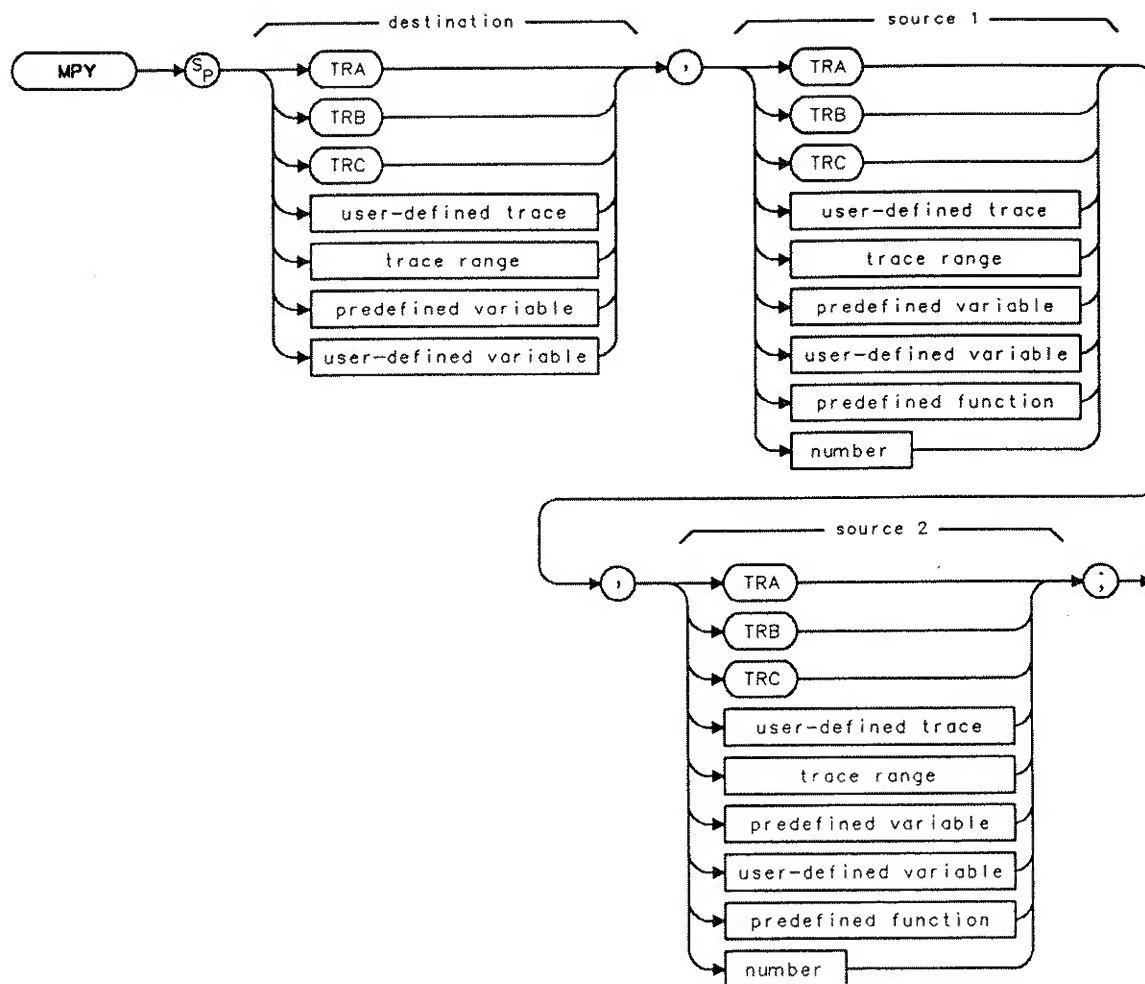 destination
source 1
MPY
SP
TRA
TRB
TRC
user-defined trace
trace range
predefined variable
user-defined variable
,
TRA
TRB
TRC
user-defined trace
trace range
predefined variable
user-defined variable
predefined function
number
source 2
,
TRA
TRB
TRC
user-defined trace
trace range
predefined variable
user-defined variable
predefined function
number
;